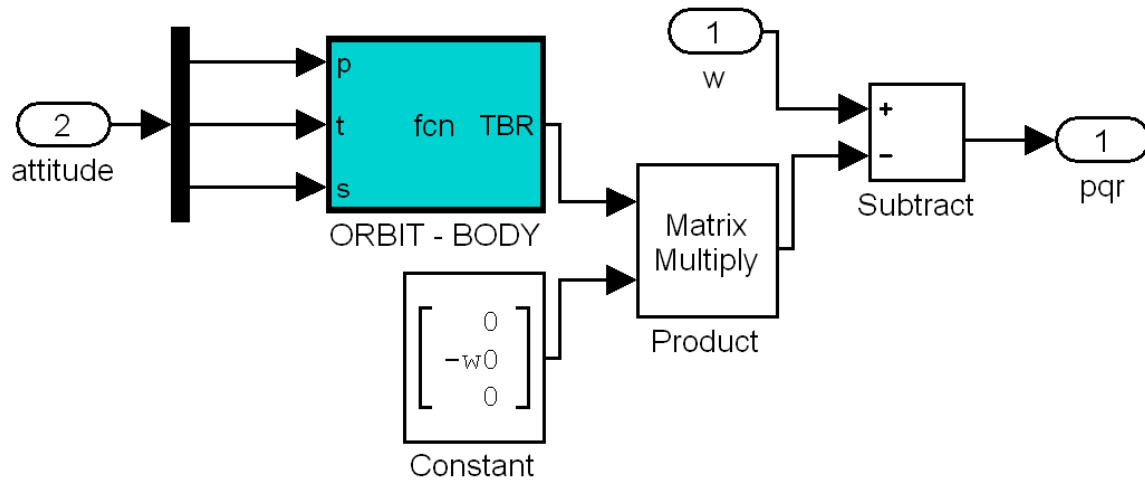 2
attitude
p
t
s
fcn
TBR
ORBIT - BODY
0
-w0
0
Constant
Matrix
Multiply
Product
1
w
+
−
Subtract
1
pqr